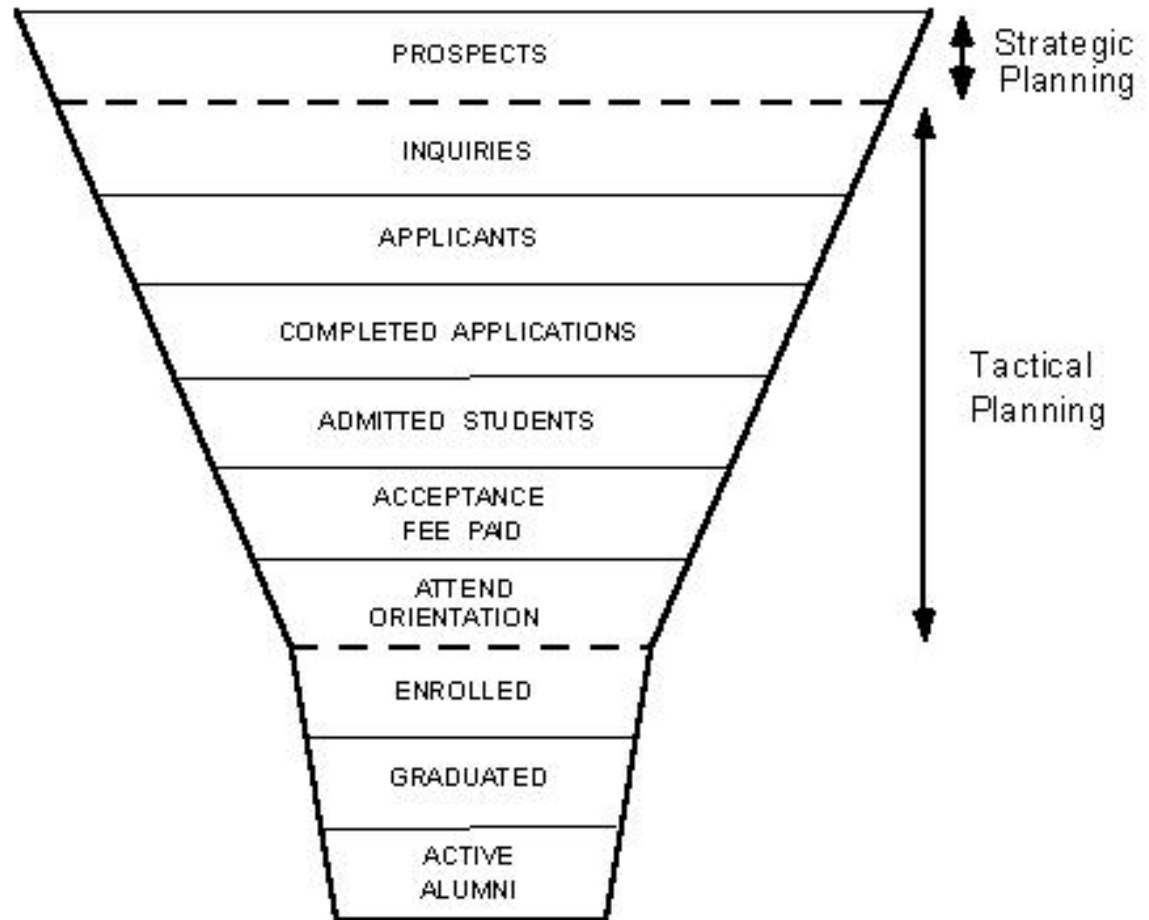 PROSPECTS
Strategic
Planning
INQUIRIES
APPLICANTS
COMPLETED APPLICATIONS
Tactical
Planning
ADMITTED STUDENTS
ACCEPTANCE
FEE PAID
ATTEND
ORIENTATION
ENROLLED
GRADUATED
ACTIVE
ALUMNI